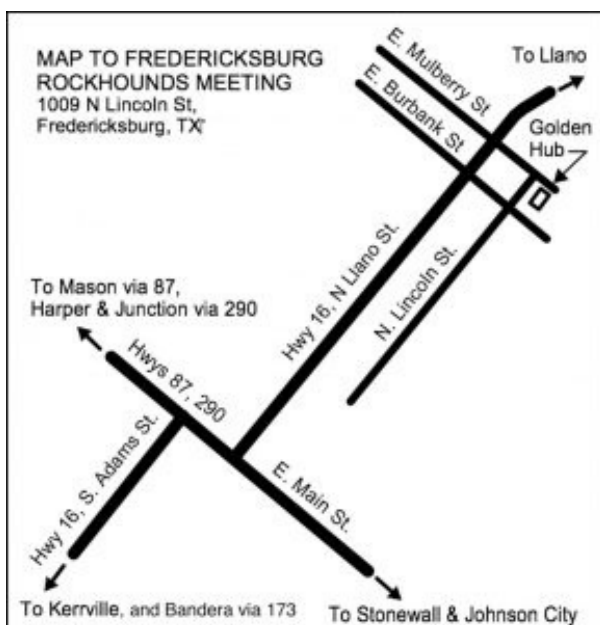 MAP TO FREDERICKSBURG
ROCKHOUNDS MEETING
1009 N Lincoln St,
Fredericksburg, TX
E. Mulberry St
To Llano
E. Burbank St
Golden
Hub
Hwy 16, N Llano St.
N. Lincoln St.
To Mason via 87,
Harper & Junction via 290
Hwys 87, 290
Hwy 16, S. Adams St.
E. Main St.
To Kerrville, and Bandera via 173
To Stonewall & Johnson City